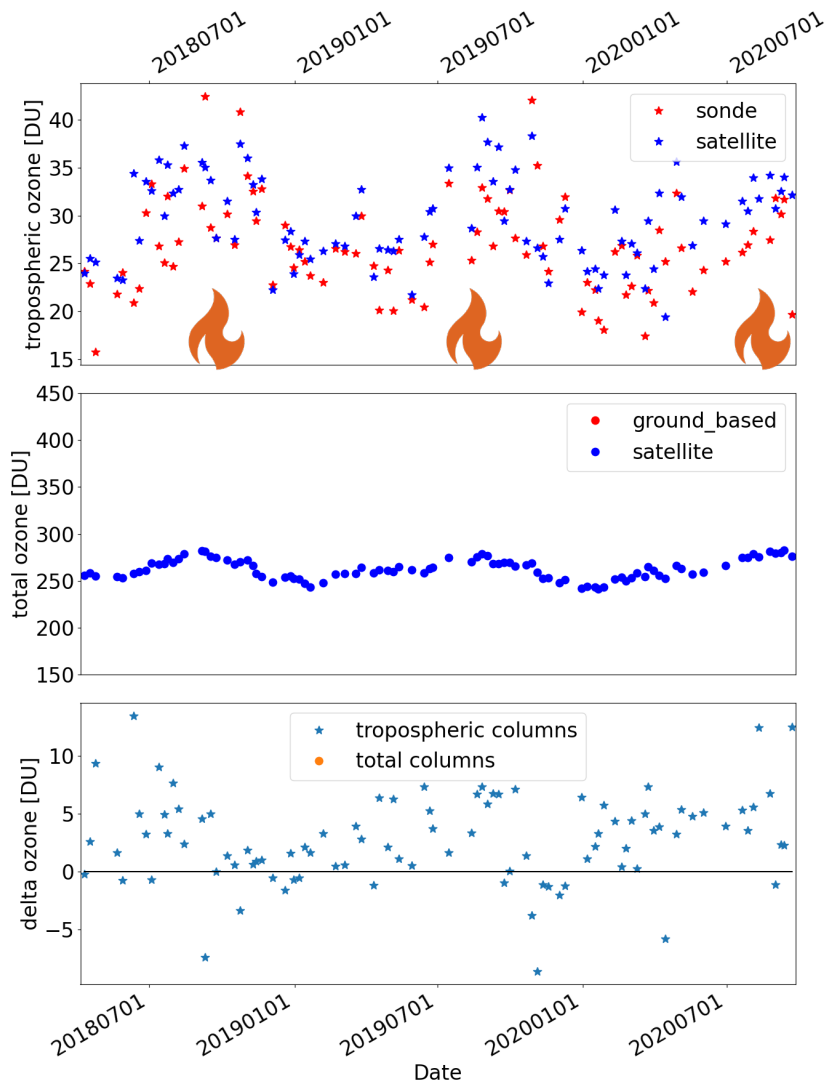 20180701 20190101 20190701 20200101 20200701
tropospheric ozone [DU]
40
35
30
25
20
15
sonde
satellite
total ozone [DU]
450
400
350
300
250
200
150
ground_based
satellite
delta ozone [DU]
10
5
0
−5
tropospheric columns
total columns
20180701 20190101 20190701 20200101 20200701
Date